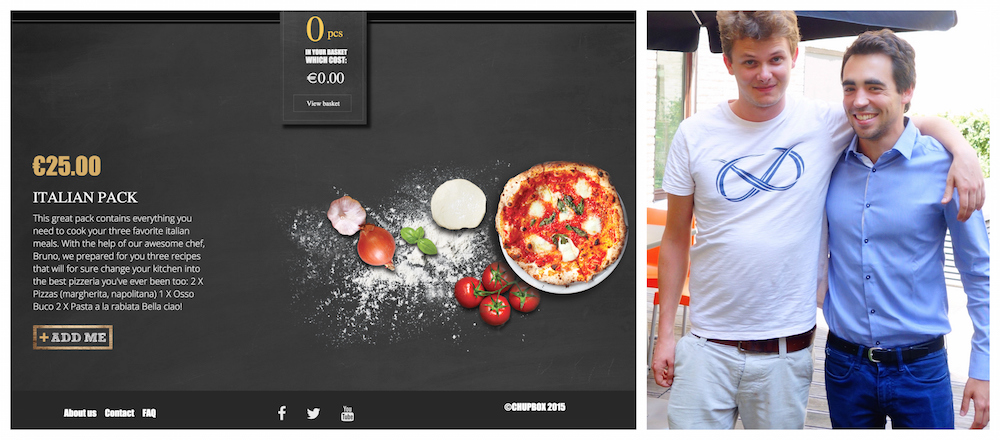 0 pcs
IN YOUR BASKET
WHICH COST:
€0.00
View basket
€25.00
ITALIAN PACK
This great pack contains everything you
need to cook your three favorite italian
meals. With the help of our awesome chef,
Bruno, we prepared for you three recipes
that will for sure change your kitchen into
the best pizzeria you've ever been too: 2 X
Pizzas (margherita, napolitana) 1 X Osso
Buco 2 X Pasta a la rabiata Bella ciao!
+ ADD ME
About us Contact FAQ
You Tube
©CHUPBOX 2015